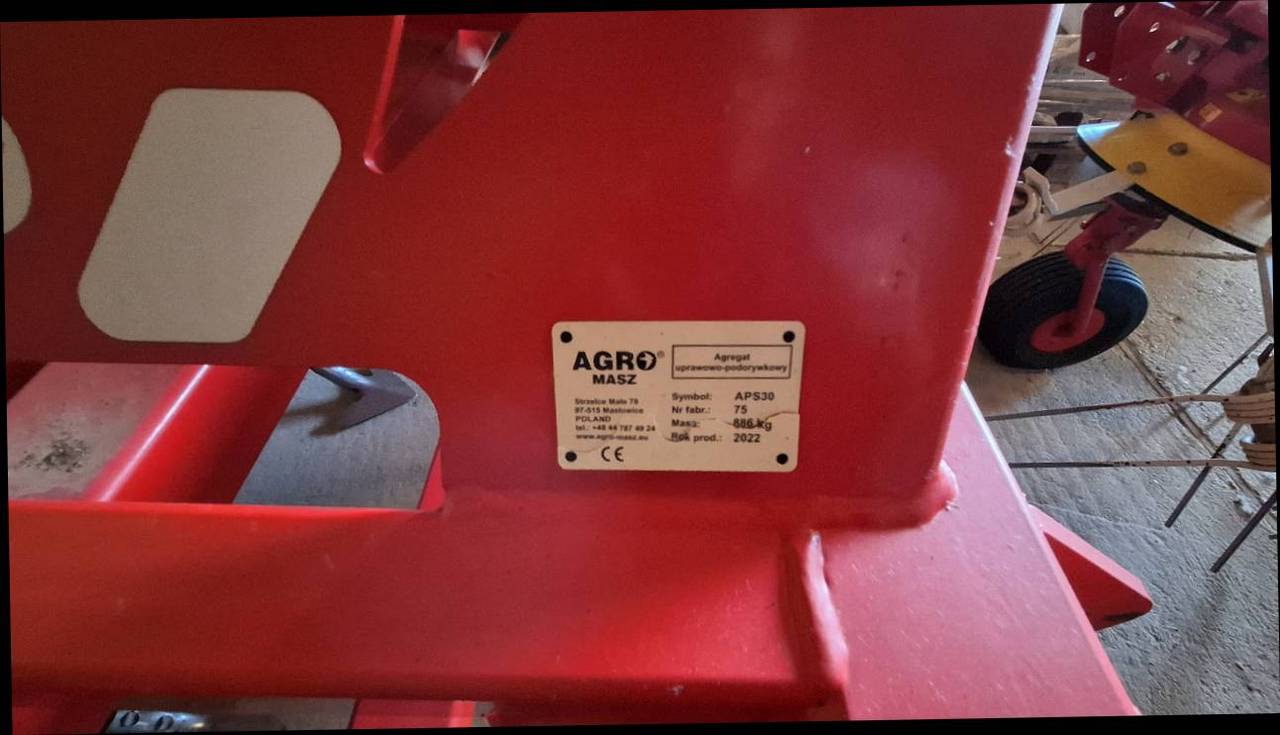 AGRO®
MASZ
Agregat
uprawowo-podorywkowy
Strzelce Małe 78
97-515 Masłowice
POLAND
tel.: +48 44 787 49 24
www.agro-masz.eu
CE
Symbol: APS30
Nr fabr.: 75
Masa: 886 kg
Rok prod.: 2022